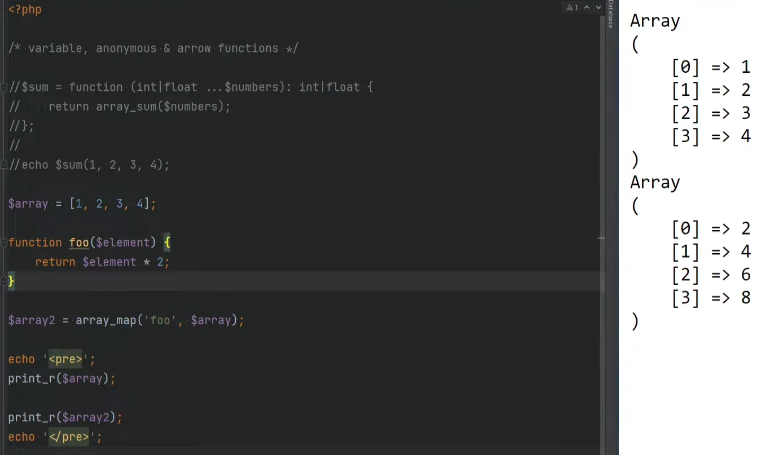 <?php
1
Database
/* variable, anonymous & arrow functions */
//$sum = function (int|float ...$numbers): int|float {
//    return array_sum($numbers);
//};
//
//echo $sum(1, 2, 3, 4);
$array = [1, 2, 3, 4];
function foo($element) {
    return $element * 2;
}
$array2 = array_map('foo', $array);
echo '<pre>';
print_r($array);
print_r($array2);
echo '</pre>';
Array
(
    [0] => 1
    [1] => 2
    [2] => 3
    [3] => 4
)
Array
(
    [0] => 2
    [1] => 4
    [2] => 6
    [3] => 8
)